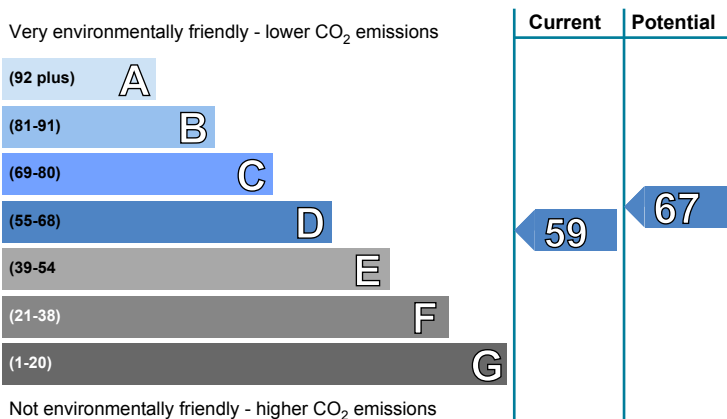 Current Potential
Very environmentally friendly - lower CO2 emissions
(92 plus) A
(81-91) B
(69-80) C
(55-68) D
(39-54 E
(21-38) F
(1-20) G
59
67
Not environmentally friendly - higher CO2 emissions